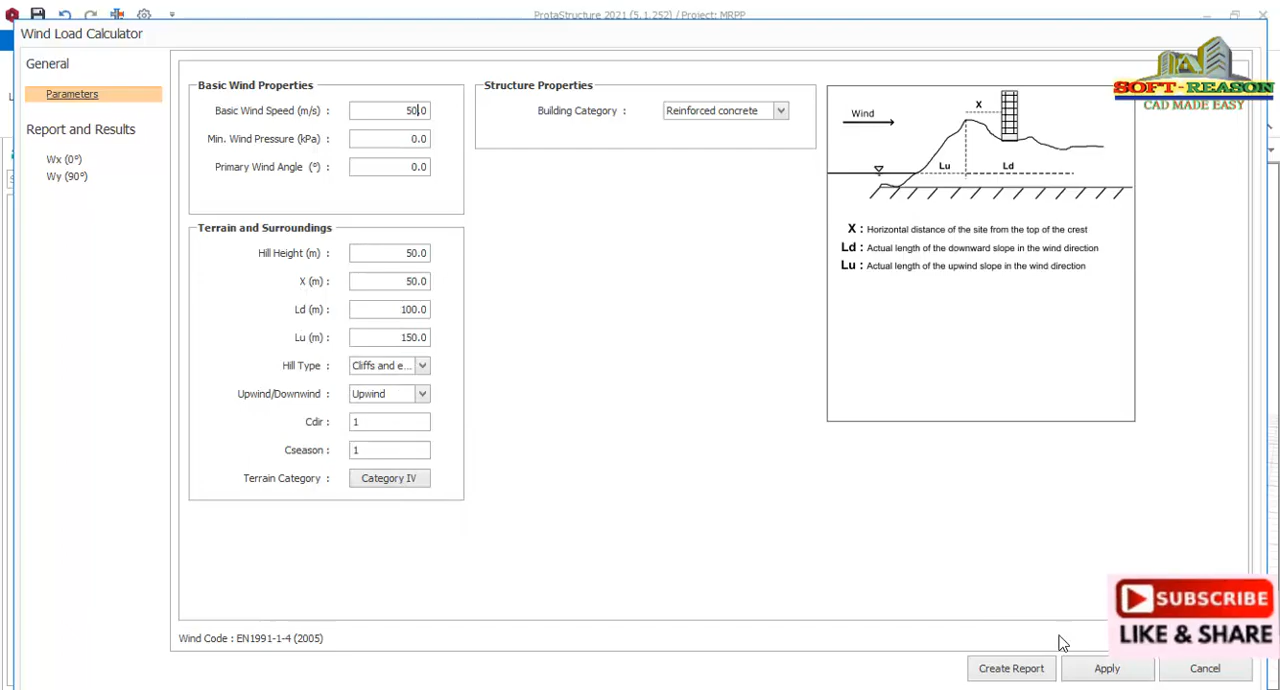 ProtaStructure 2021 (5.1.252) / Project: MRPP
Wind Load Calculator
General
Parameters
Report and Results
Wx (0°)
Wy (90°)
Basic Wind Properties
Basic Wind Speed (m/s) : 50.0
Min. Wind Pressure (kPa) : 0.0
Primary Wind Angle (°) : 0.0
Structure Properties
Building Category : Reinforced concrete
Terrain and Surroundings
Hill Height (m) : 50.0
X (m) : 50.0
Ld (m) : 100.0
Lu (m) : 150.0
Hill Type : Cliffs and e...
Upwind/Downwind : Upwind
Cdir : 1
Cseason : 1
Terrain Category : Category IV
Wind
X
Lu
Ld
X : Horizontal distance of the site from the top of the crest
Ld : Actual length of the downward slope in the wind direction
Lu : Actual length of the upwind slope in the wind direction
SOFT-REASON
CAD MADE EASY
SUBSCRIBE
LIKE & SHARE
Wind Code : EN1991-1-4 (2005)
Create Report
Apply
Cancel